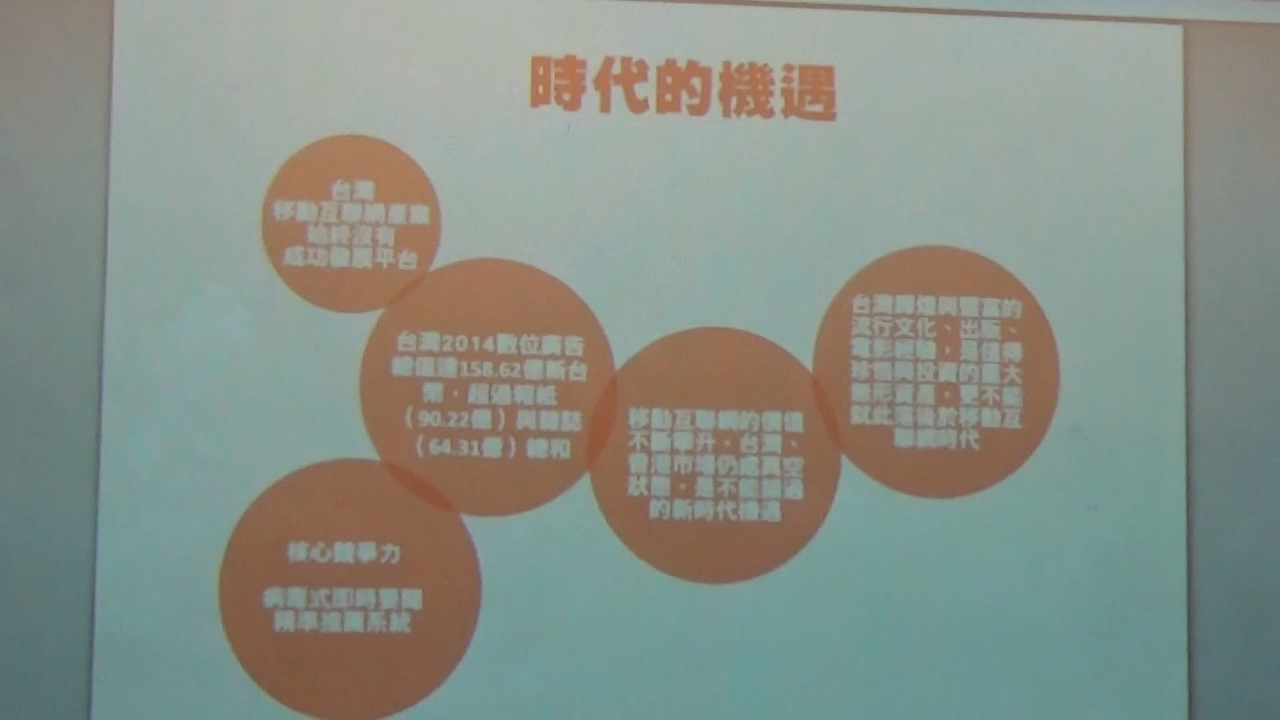 時代的機遇
台灣
移動互聯網產業
始終沒有
成功發展平台
台灣2014數位廣告
總值達158.62億新台
幣，超過報紙
（90.22億）與雜誌
（64.31億）總和
移動互聯網的價值
不斷攀升，台灣、
香港市場仍處真空
狀態，是不能錯過
的新時代機遇
台灣輝煌與豐富的
流行文化、出版、
電影經驗，是值得
珍惜與投資的最大
無形資產，更不能
就此落後於移動互
聯網時代
核心競爭力
病毒式即時
精準推薦系統